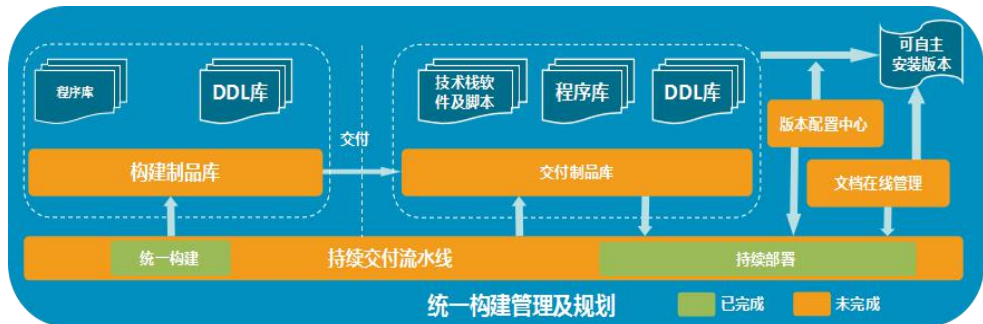 程序库
DDL库
交付
技术栈软
件及脚本
程序库
DDL库
可自主
安装版本
版本配置中心
构建制品库
交付制品库
文档在线管理
统一构建
持续交付流水线
持续部署
统一构建管理及规划
已完成
未完成